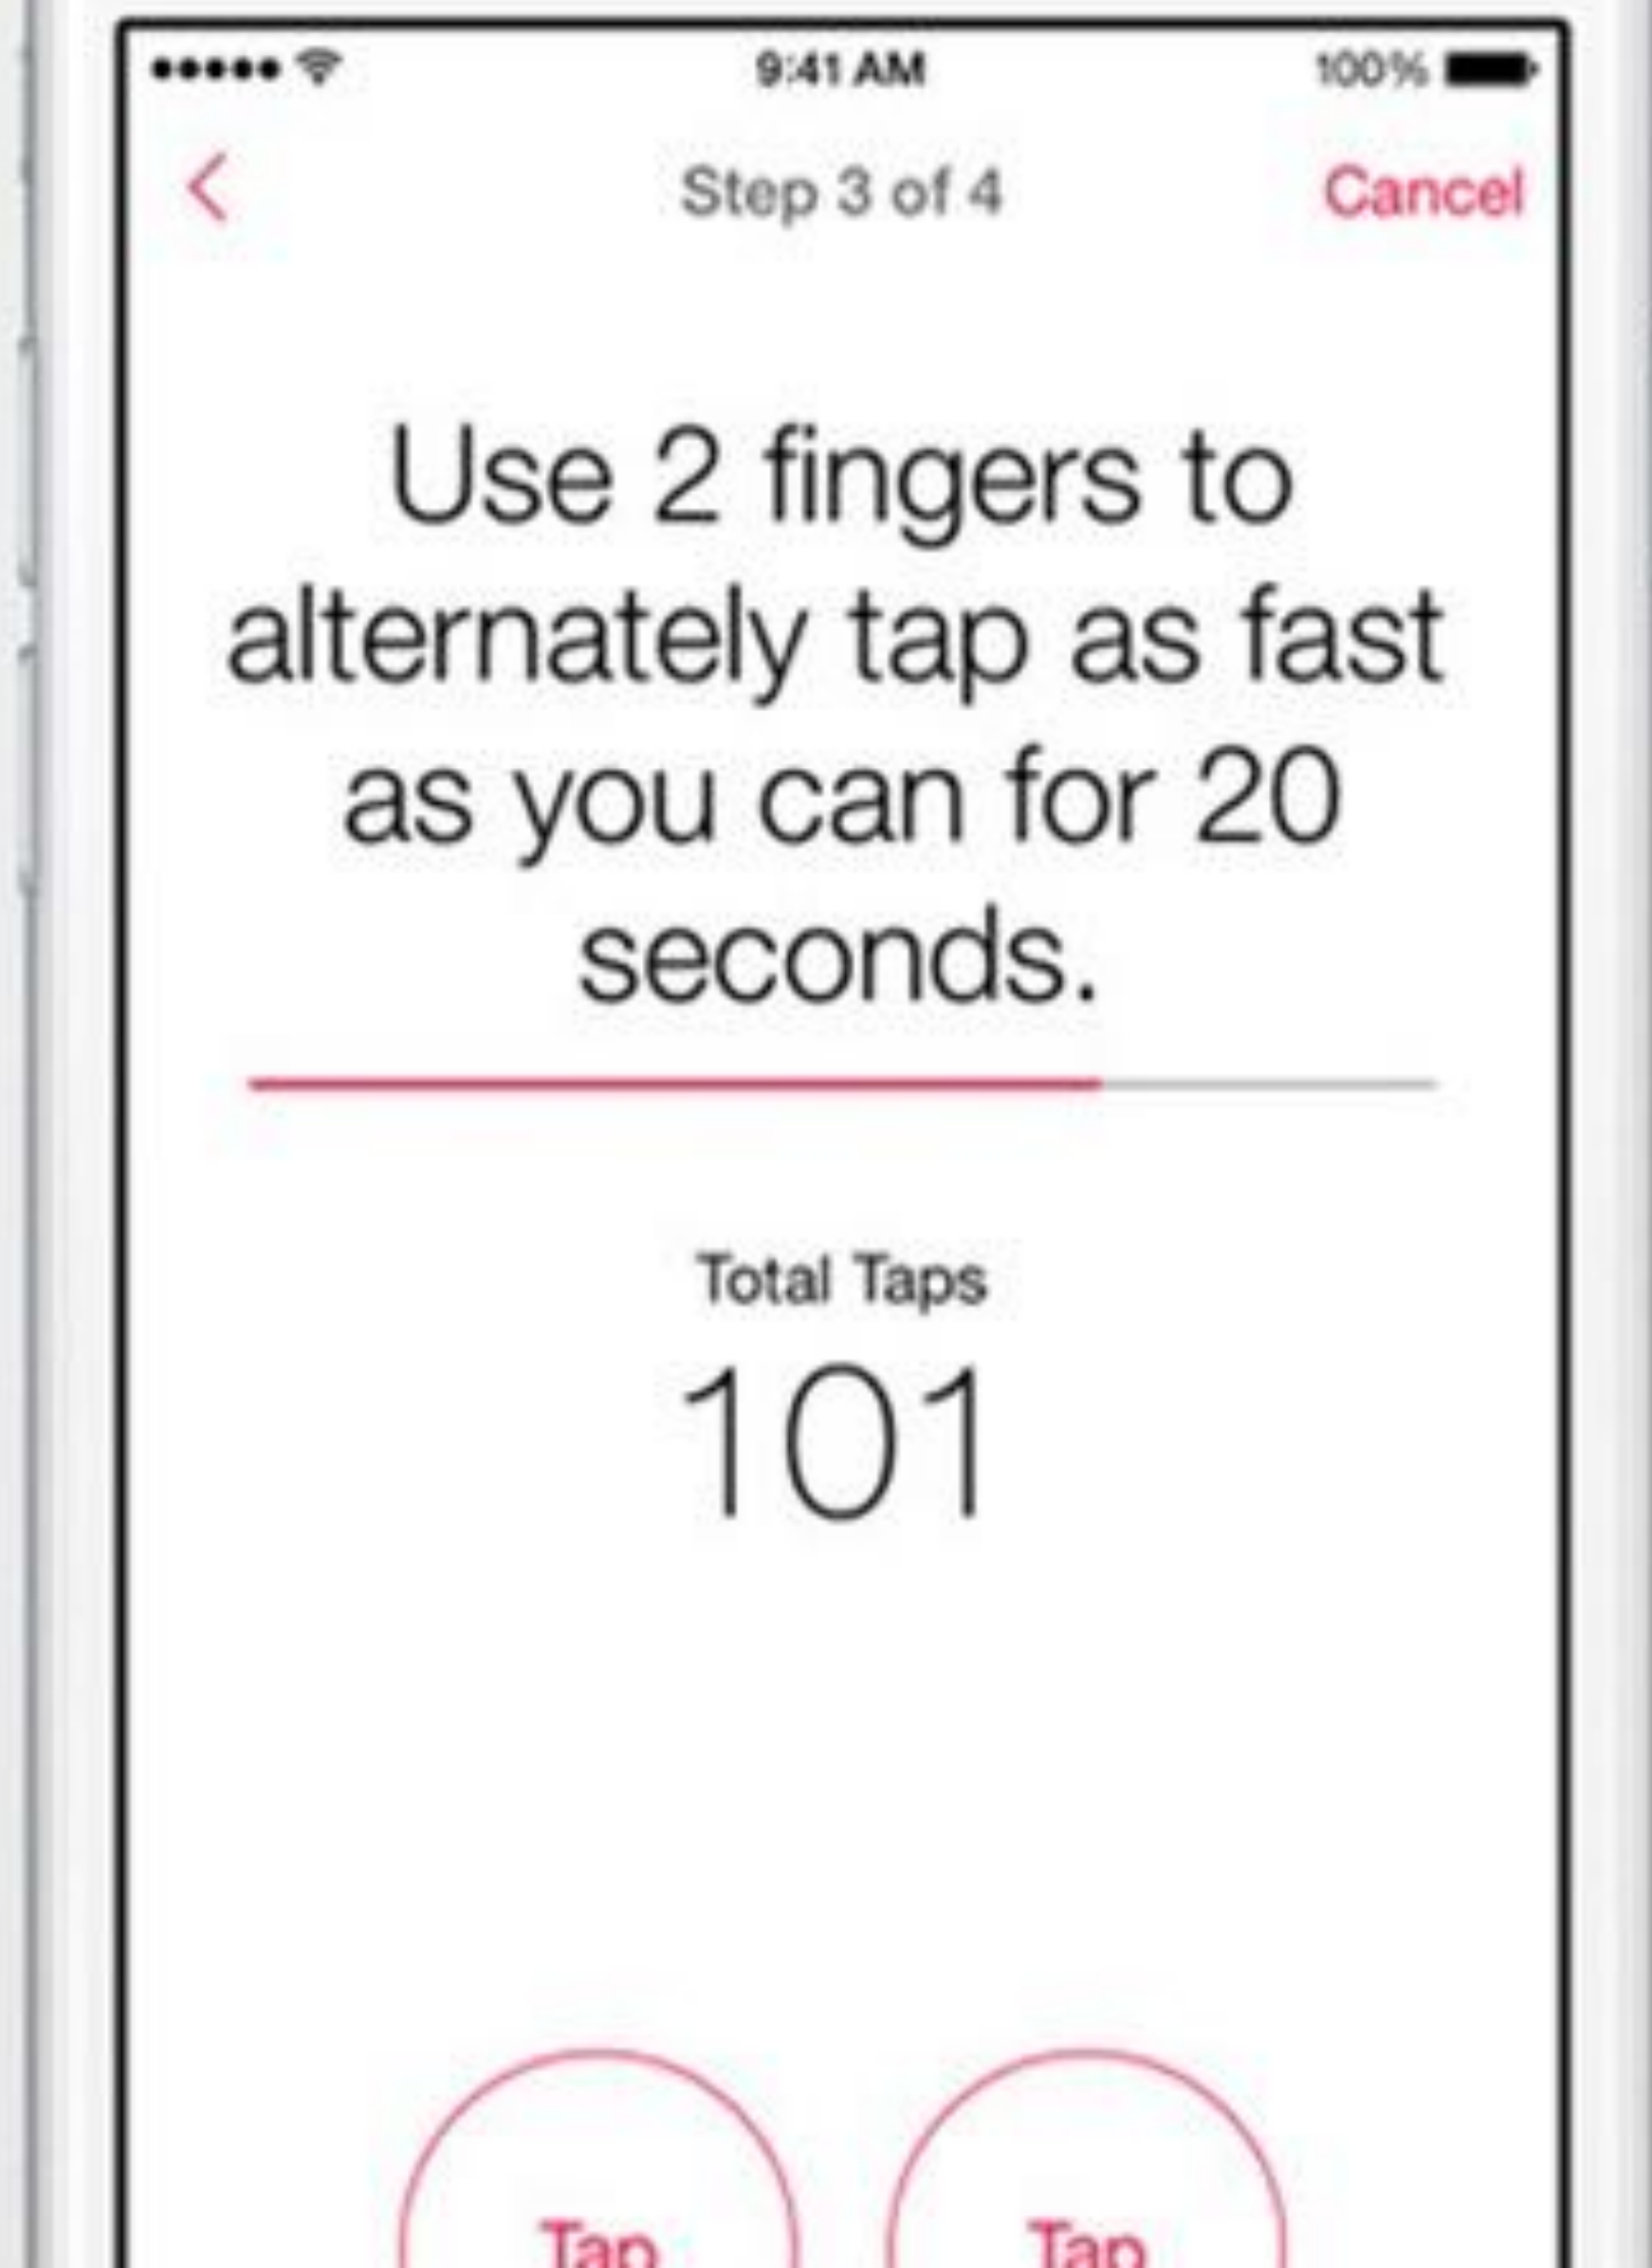 9:41 AM 100%
Step 3 of 4 Cancel
Use 2 fingers to
alternately tap as fast
as you can for 20
seconds.
Total Taps
101
Tap Tap